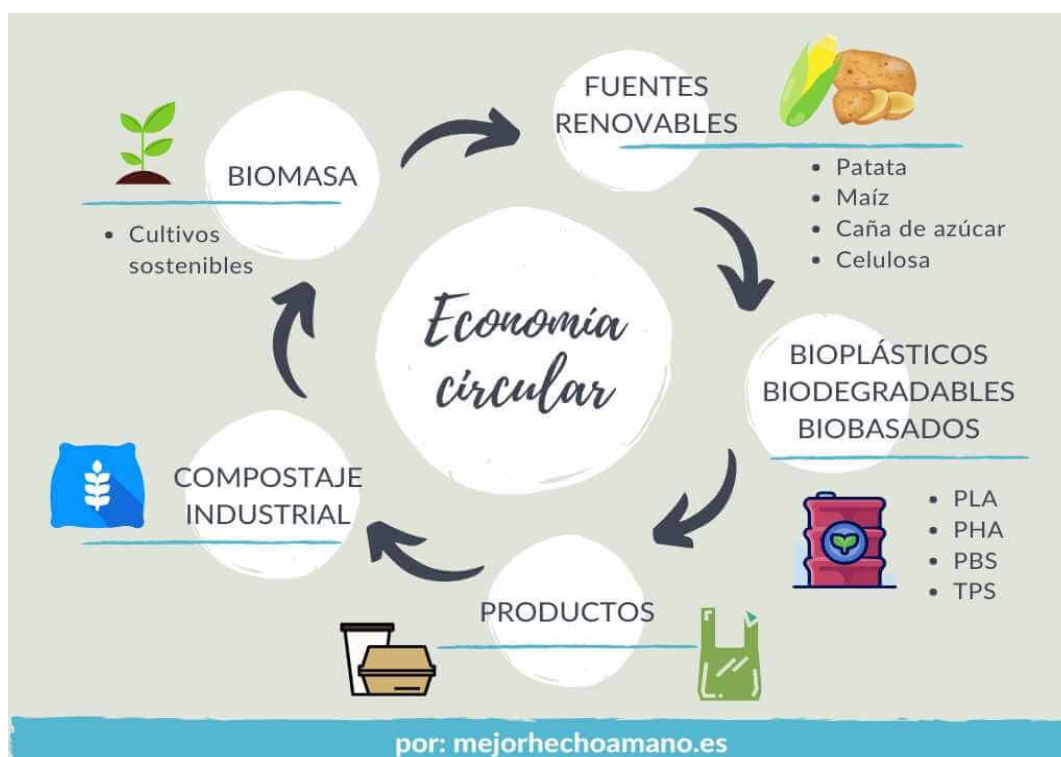 FUENTES
RENOVABLES
BIOMASA
• Patata
• Maíz
• Caña de azúcar
• Celulosa
• Cultivos
sostenibles
Economía
circular
BIOPLÁSTICOS
BIODEGRADABLES
BIOBASADOS
COMPOSTAJE
INDUSTRIAL
• PLA
• PHA
• PBS
• TPS
PRODUCTOS
por: mejorhechoamano.es